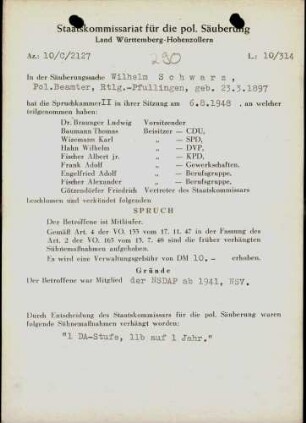 Staatskommissariat für die pol. Säuberung
Land Württemberg-Hohenzollern
Az.: 10/C/2127 290 L.: 10/314
In der Säuberungssache Wilhelm Schwarz,
Pol.Beamter, Rtlg.-Pfullingen, geb. 23.3.1897
hat die Spruchkammer II in ihrer Sitzung am 6.8.1948 , an welcher
teilgenommen haben:
Dr. Braunger Ludwig Vorsitzender
Baumann Thomas Beisitzer — CDU,
Wizemann Karl „ — SPD,
Hahn Wilhelm „ — DVP,
Fischer Albert jr. „ — KPD,
Frank Adolf „ — Gewerkschaften.
Engelfried Adolf „ — Berufsgruppe,
Fischer Alexander „ — Berufsgruppe,
Götzendörfer Friedrich Vertreter des Staatskommissars
beschlossen und verkündet folgenden
SPRUCH
Der Betroffene ist Mitläufer.
Gemäß Art. 4 der VO. 133 vom 17. 11. 47 in der Fassung des
Art. 2 der VO. 165 vom 13. 7. 48 sind die früher verhängten
Sühnemaßnahmen aufgehoben.
Es wird eine Verwaltungsgebühr von DM 10.- erhoben.
Gründe
Der Betroffene war Mitglied der NSDAP ab 1941, NSV.
Durch Entscheidung des Staatskommissars für die pol. Säuberung waren
folgende Sühnemaßnahmen verhängt worden:
"1 DA-Stufe, 11b auf 1 Jahr."